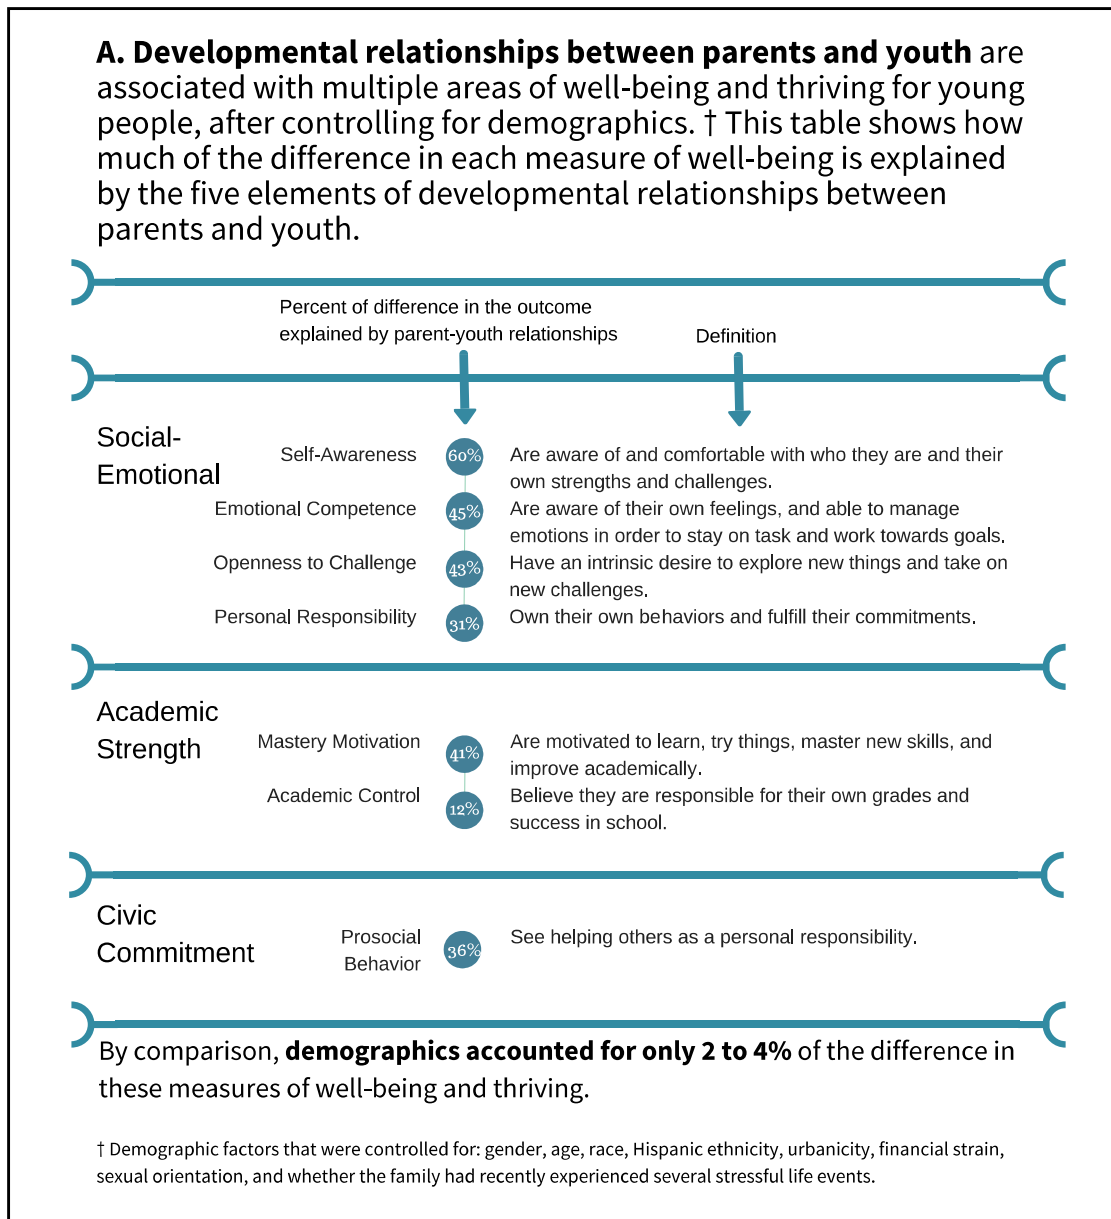 A. Developmental relationships between parents and youth are
associated with multiple areas of well-being and thriving for young
people, after controlling for demographics. † This table shows how
much of the difference in each measure of well-being is explained
by the five elements of developmental relationships between
parents and youth.
Percent of difference in the outcome
explained by parent-youth relationships
Definition
Social-
Emotional
Self-Awareness
60%
Are aware of and comfortable with who they are and their
own strengths and challenges.
Emotional Competence
45%
Are aware of their own feelings, and able to manage
emotions in order to stay on task and work towards goals.
Openness to Challenge
43%
Have an intrinsic desire to explore new things and take on
new challenges.
Personal Responsibility
31%
Own their own behaviors and fulfill their commitments.
Academic
Strength
Mastery Motivation
41%
Are motivated to learn, try things, master new skills, and
improve academically.
Academic Control
12%
Believe they are responsible for their own grades and
success in school.
Civic
Commitment
Prosocial
Behavior
36%
See helping others as a personal responsibility.
By comparison, demographics accounted for only 2 to 4% of the difference in
these measures of well-being and thriving.
† Demographic factors that were controlled for: gender, age, race, Hispanic ethnicity, urbanicity, financial strain,
sexual orientation, and whether the family had recently experienced several stressful life events.